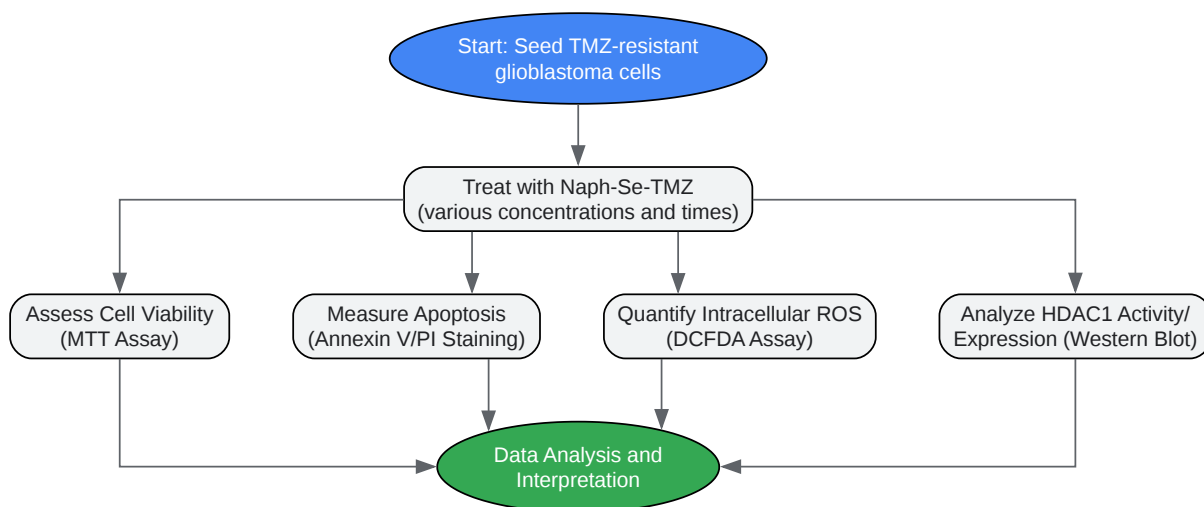 Start: Seed TMZ-resistant
glioblastoma cells
Treat with Naph-Se-TMZ
(various concentrations and times)
Assess Cell Viability
(MTT Assay)
Measure Apoptosis
(Annexin V/PI Staining)
Quantify Intracellular ROS
(DCFDA Assay)
Analyze HDAC1 Activity/
Expression (Western Blot)
Data Analysis and
Interpretation